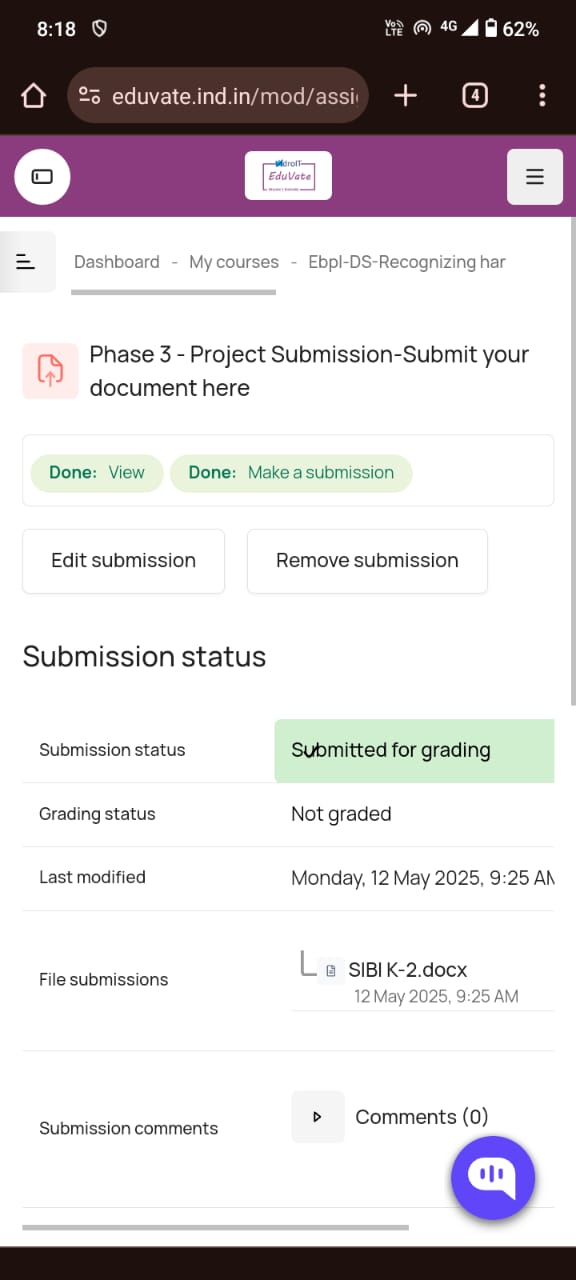 8:18
Vo)) LTE 4G 62%
eduvate.ind.in/mod/assi
4
EduVate
Dashboard - My courses - Ebpl-DS-Recognizing har
Phase 3 - Project Submission-Submit your
document here
Done: View Done: Make a submission
Edit submission Remove submission
Submission status
Submission status Submitted for grading
Grading status Not graded
Last modified Monday, 12 May 2025, 9:25 AM
File submissions SIBI K-2.docx
12 May 2025, 9:25 AM
Submission comments Comments (0)